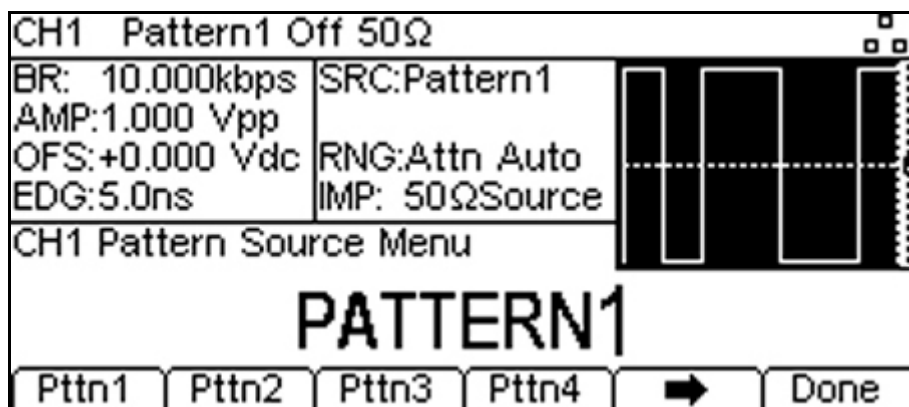 CH1 Pattern1 Off 50Ω
BR: 10.000kbps
AMP:1.000 Vpp
OFS:+0.000 Vdc
EDG:5.0ns
SRC:Pattern1
RNG:Attn Auto
IMP: 50ΩSource
CH1 Pattern Source Menu
PATTERN1
Pttn1 Pttn2 Pttn3 Pttn4 ➡ Done